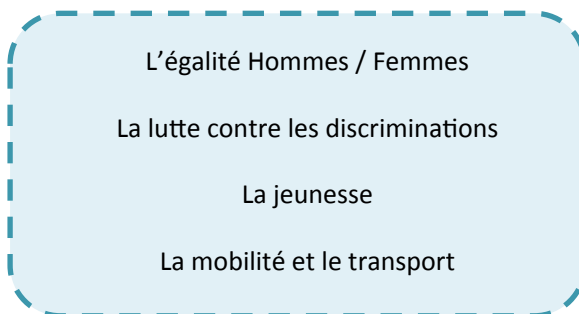 L’égalité Hommes / Femmes
La lutte contre les discriminations
La jeunesse
La mobilité et le transport